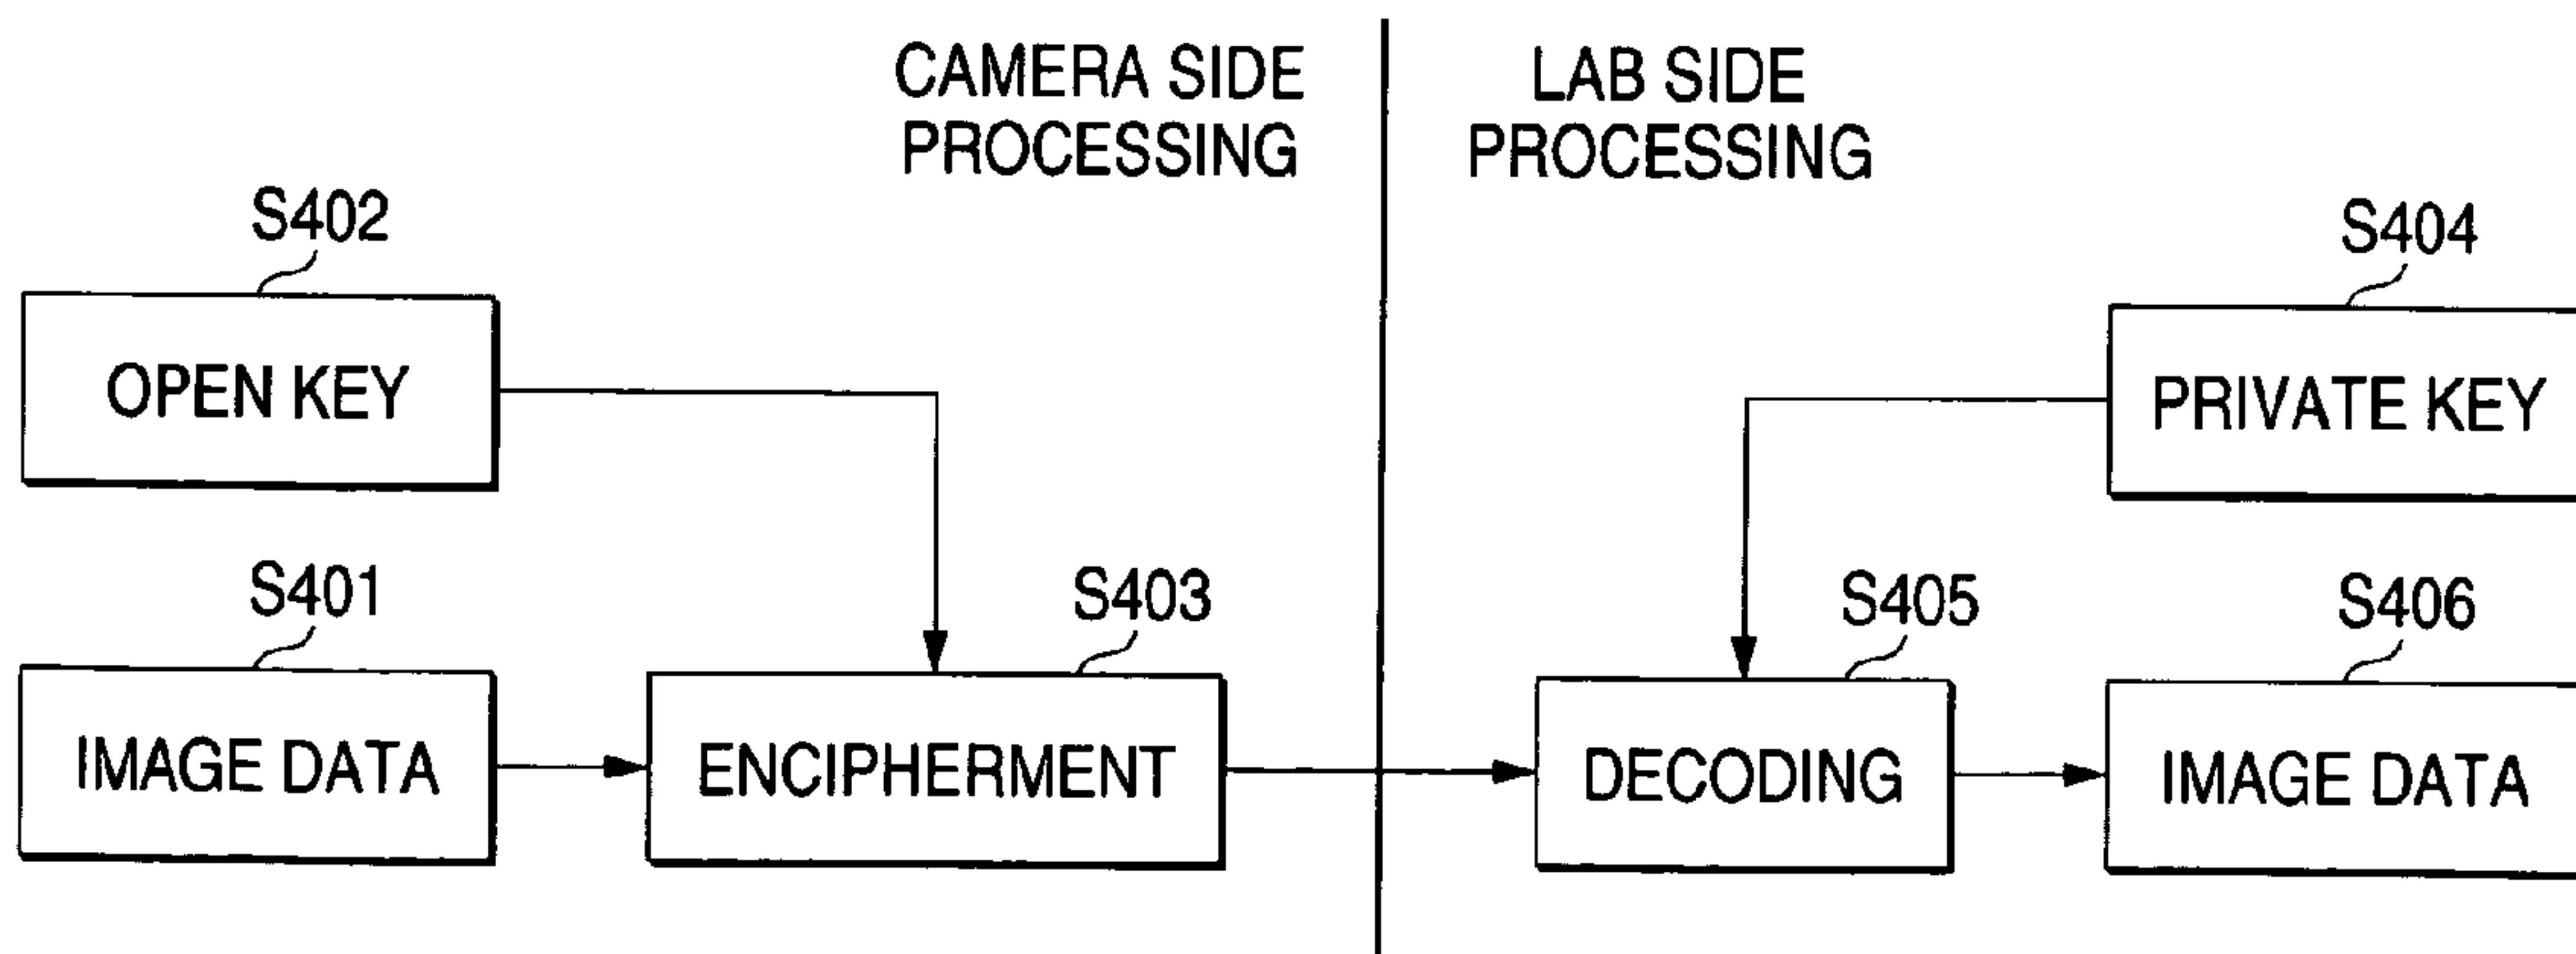 CAMERA SIDE
PROCESSING
LAB SIDE
PROCESSING
S402
OPEN KEY
S404
PRIVATE KEY
S401
IMAGE DATA
S403
ENCIPHERMENT
S405
DECODING
S406
IMAGE DATA